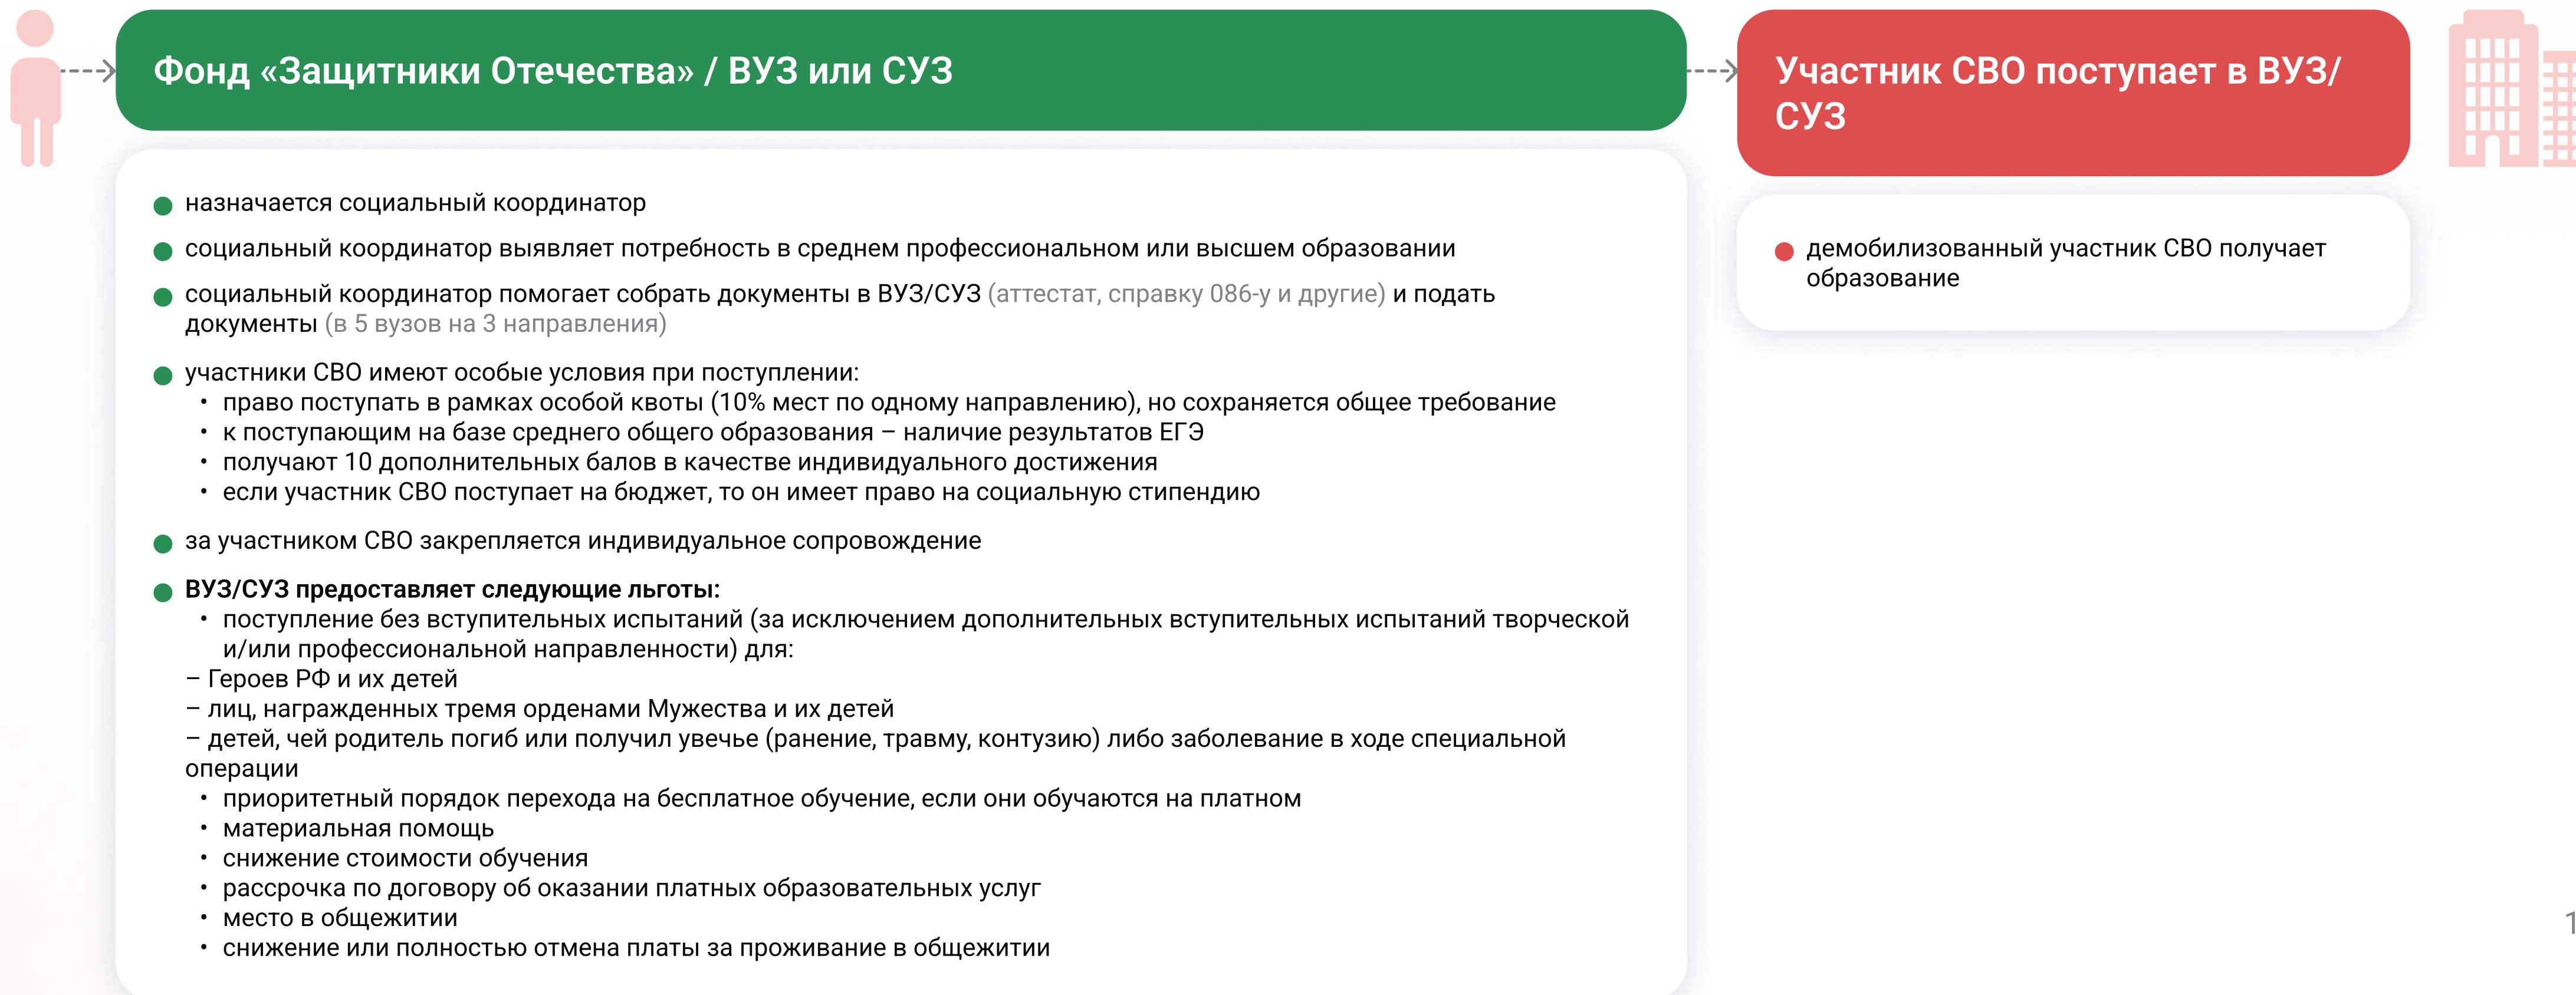 Фонд «Защитники Отечества» / ВУЗ или СУЗ
назначается социальный координатор
социальный координатор выявляет потребность в среднем профессиональном или высшем образовании
социальный координатор помогает собрать документы в ВУЗ/СУЗ (аттестат, справку 086-у и другие) и подать
документы (в 5 вузов на 3 направления)
участники СВО имеют особые условия при поступлении:
• право поступать в рамках особой квоты (10% мест по одному направлению), но сохраняется общее требование
• к поступающим на базе среднего общего образования – наличие результатов ЕГЭ
• получают 10 дополнительных балов в качестве индивидуального достижения
• если участник СВО поступает на бюджет, то он имеет право на социальную стипендию
за участником СВО закрепляется индивидуальное сопровождение
ВУЗ/СУЗ предоставляет следующие льготы:
• поступление без вступительных испытаний (за исключением дополнительных вступительных испытаний творческой
и/или профессиональной направленности) для:
– Героев РФ и их детей
– лиц, награжденных тремя орденами Мужества и их детей
– детей, чей родитель погиб или получил увечье (ранение, травму, контузию) либо заболевание в ходе специальной
операции
• приоритетный порядок перехода на бесплатное обучение, если они обучаются на платном
• материальная помощь
• снижение стоимости обучения
• рассрочка по договору об оказании платных образовательных услуг
• место в общежитии
• снижение или полностью отмена платы за проживание в общежитии
Участник СВО поступает в ВУЗ/
СУЗ
демобилизованный участник СВО получает
образование
1